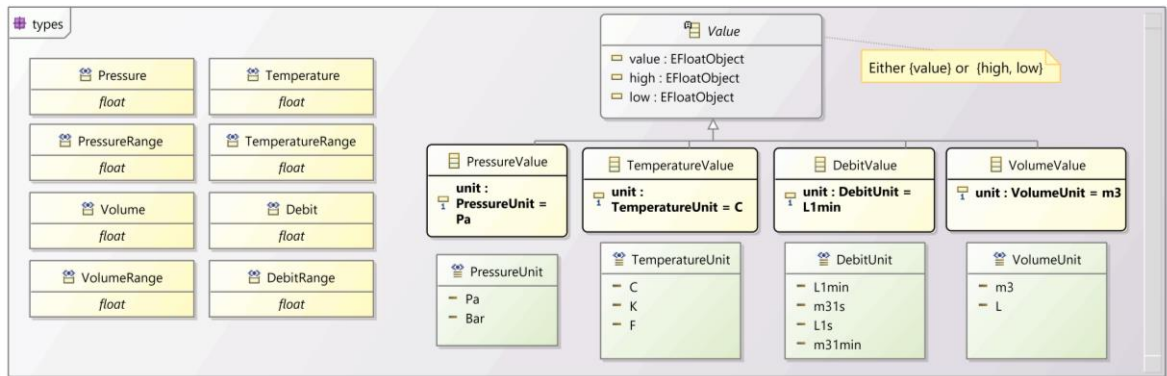 types
Pressure
float
Temperature
float
PressureRange
float
TemperatureRange
float
Volume
float
Debit
float
VolumeRange
float
DebitRange
float
Value
value : EFloatObject
high : EFloatObject
low : EFloatObject
Either {value} or {high, low}
PressureValue
unit :
PressureUnit =
Pa
TemperatureValue
unit :
TemperatureUnit = C
DebitValue
unit : DebitUnit =
L1min
VolumeValue
unit : VolumeUnit = m3
PressureUnit
Pa
Bar
TemperatureUnit
C
K
F
DebitUnit
L1min
m31s
L1s
m31min
VolumeUnit
m3
L